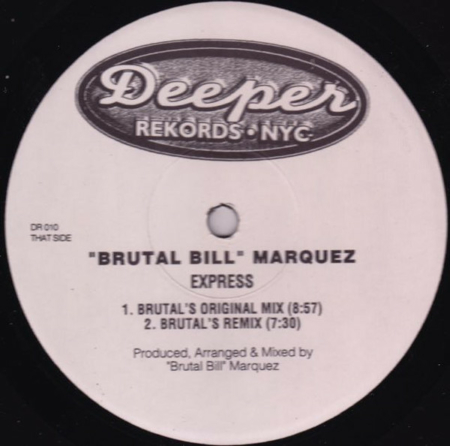 Deeper
REKORDS • NYC
DR 010
THAT SIDE
"BRUTAL BILL" MARQUEZ
EXPRESS
1. BRUTAL'S ORIGINAL MIX (8:57)
2. BRUTAL'S REMIX (7:30)
Produced, Arranged & Mixed by
"Brutal Bill" Marquez